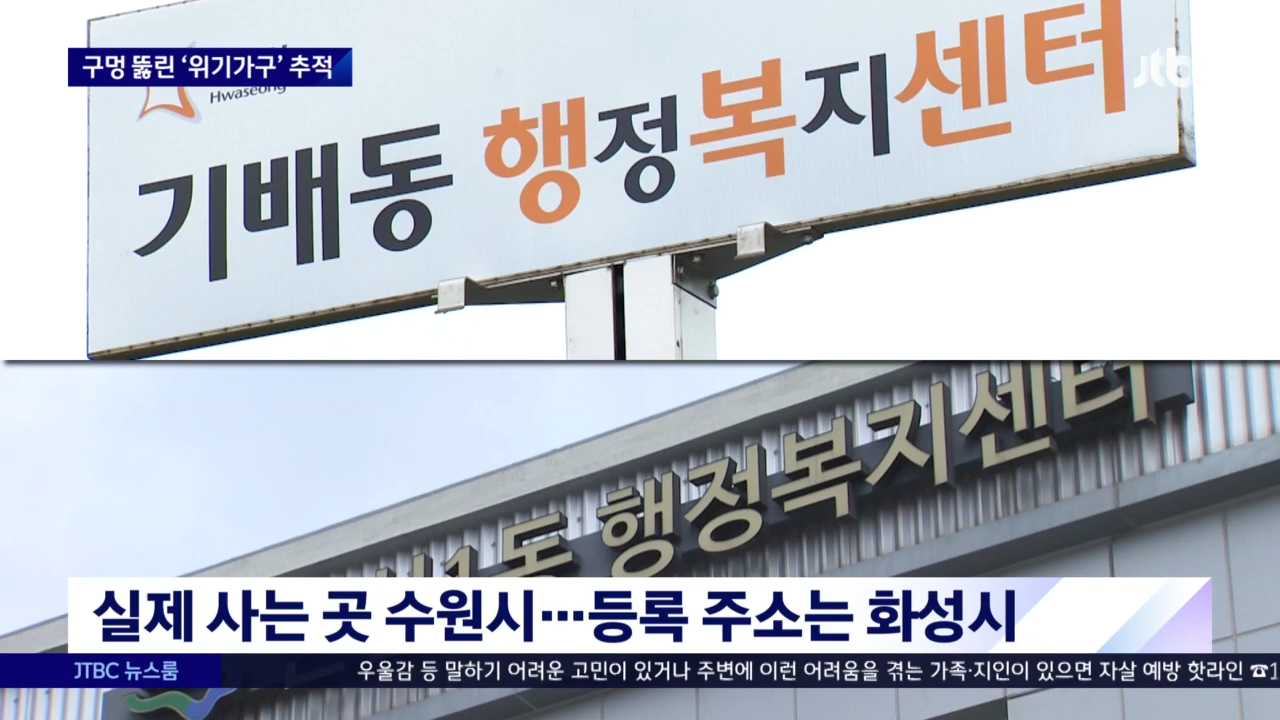 구멍 뚫린 ‘위기가구’ 추적
jtbc
Hwaseong
기배동 행정복지센터
행정복지센터
실제 사는 곳 수원시…등록 주소는 화성시
JTBC 뉴스룸
우울감 등 말하기 어려운 고민이 있거나 주변에 이런 어려움을 겪는 가족·지인이 있으면 자살 예방 핫라인 ☎1